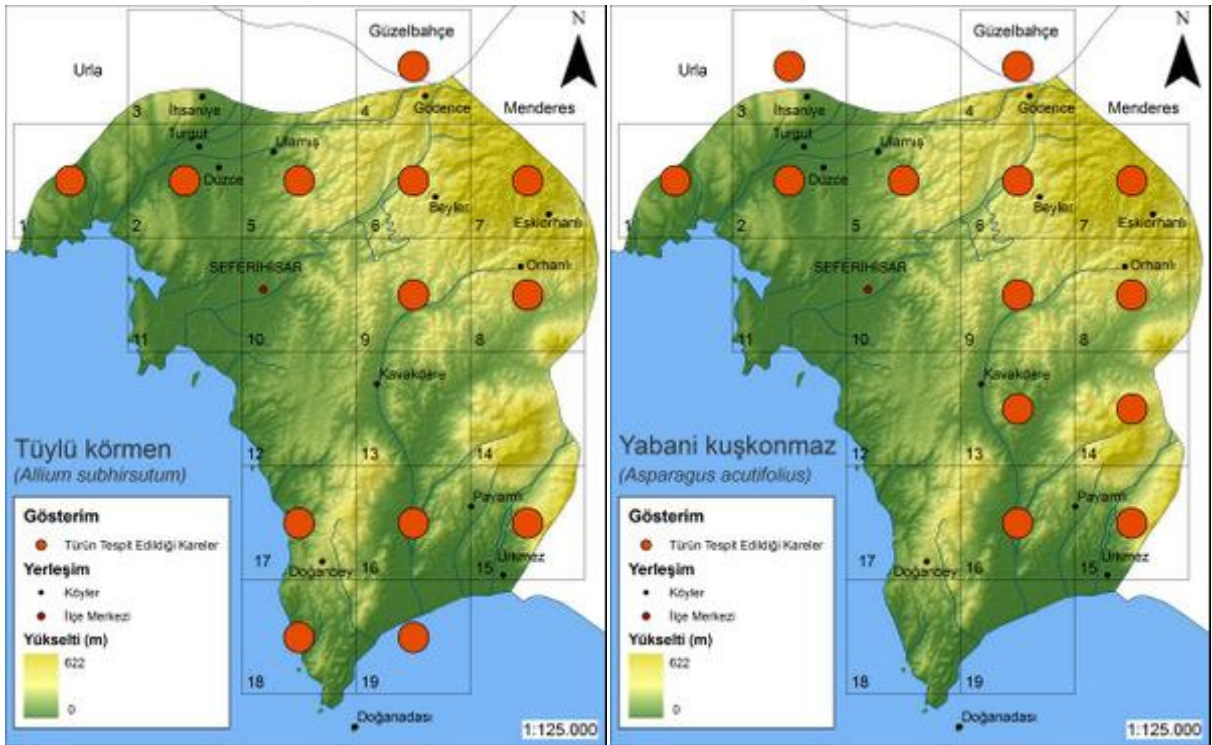 N
Güzelbahçe
Urla
3
4
İhsaniye
Gödence
Menderes
Turgut
Ulamış
Düzce
Beyler
Eskiorhanlı
1
2
5
6
7
SEFERİHİSAR
Orhanlı
11
10
9
8
Kavakdere
Tüylü körmen
(Allium subhirsutum)
12
13
14
Payamlı
Gösterim
Türün Tespit Edildiği Kareler
Yerleşim
Köyler
İlçe Merkezi
Yükselti (m)
622
0
17
Doğanbey
16
15
Ürkmez
18
19
Doğanadası
1:125.000
N
Güzelbahçe
Urla
3
4
İhsaniye
Gödence
Menderes
Turgut
Ulamış
Düzce
Beyler
Eskiorhanlı
1
2
5
6
7
SEFERİHİSAR
Orhanlı
11
10
9
8
Kavakdere
Yabani kuşkonmaz
(Asparagus acutifolius)
12
13
14
Payamlı
Gösterim
Türün Tespit Edildiği Kareler
Yerleşim
Köyler
İlçe Merkezi
Yükselti (m)
622
0
17
Doğanbey
16
15
Ürkmez
18
19
Doğanadası
1:125.000